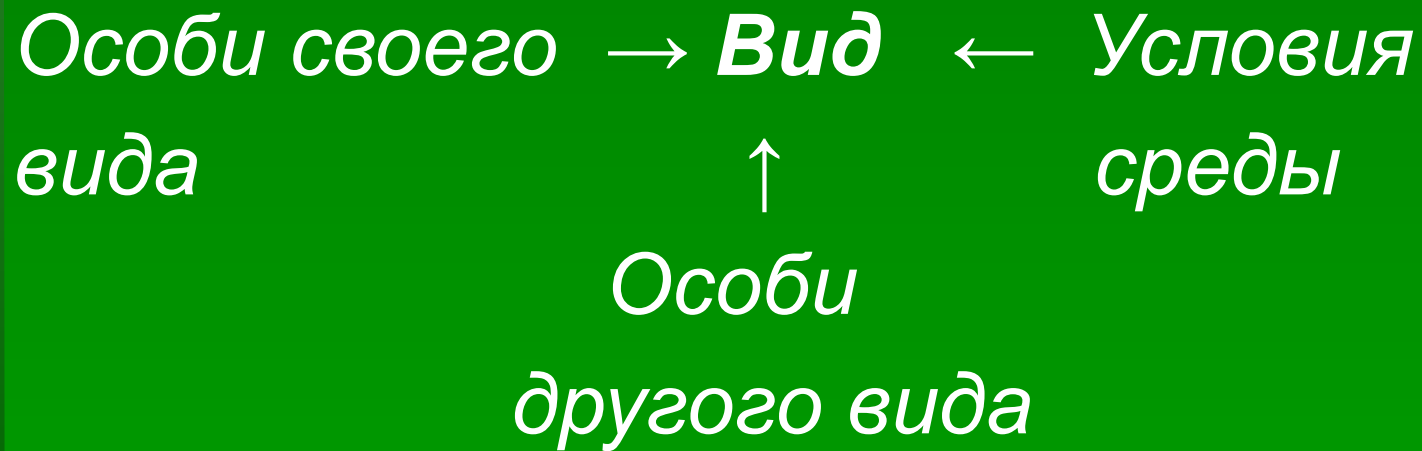 Особи своего → Вид ← Условия
вида ↑ среды
Особи
другого вида